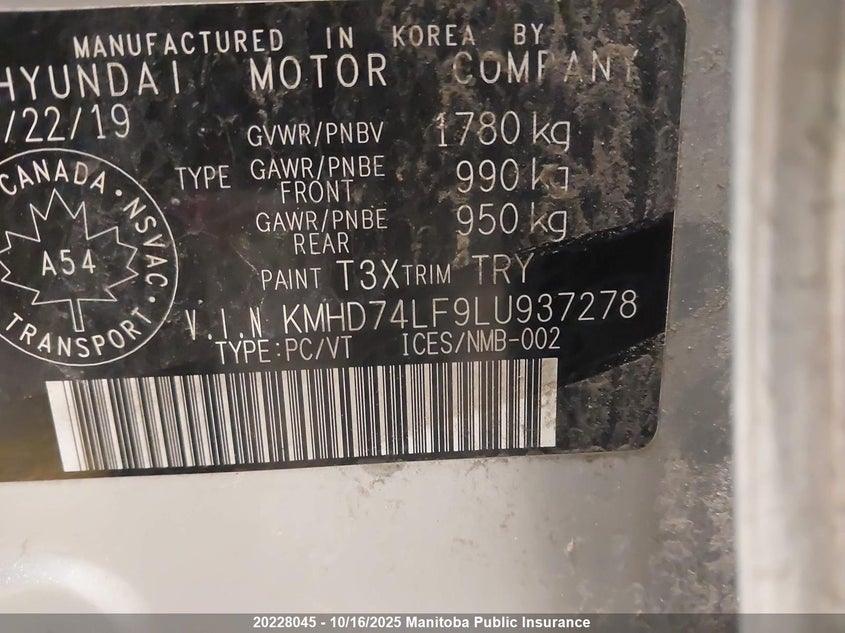 MANUFACTURED IN KOREA BY
HYUNDAI MOTOR COMPANY
/22/19
GVWR/PNBV 1780 kg
TYPE GAWR/PNBE FRONT 990 kg
GAWR/PNBE REAR 950 kg
PAINT T3X TRIM TRY
V.I.N KMHD74LF9LU937278
TYPE:PC/VT ICES/NMB-002
CANADA · NSVAC ·
A54
TRANSPORT ·
20228045 - 10/16/2025 Manitoba Public Insurance